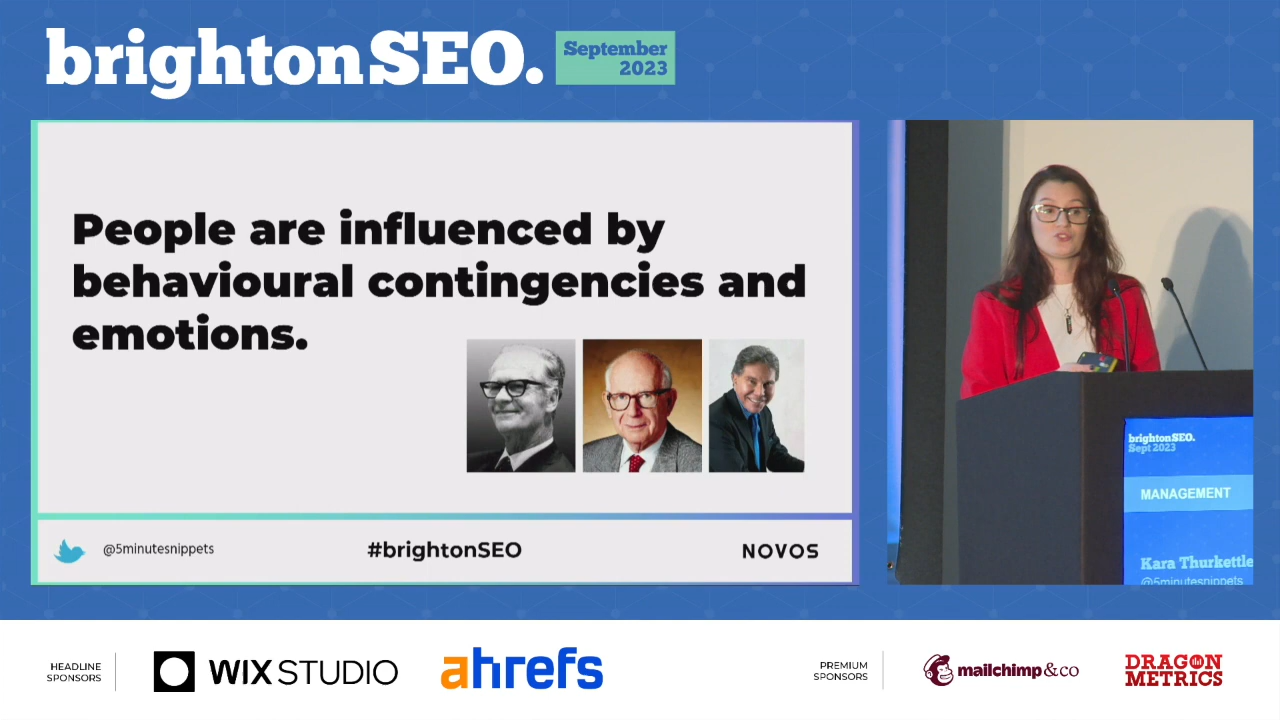 brightonSEO.
September
2023
People are influenced by
behavioural contingencies and
emotions.
@5minutesnippets
#brightonSEO
NOVOS
brightonSEO.
Sept 2023
MANAGEMENT
Kara Thurkettle
@5minutesnippets
HEADLINE
SPONSORS
WIX STUDIO
ahrefs
PREMIUM
SPONSORS
mailchimp&co
DRAGON
METRICS